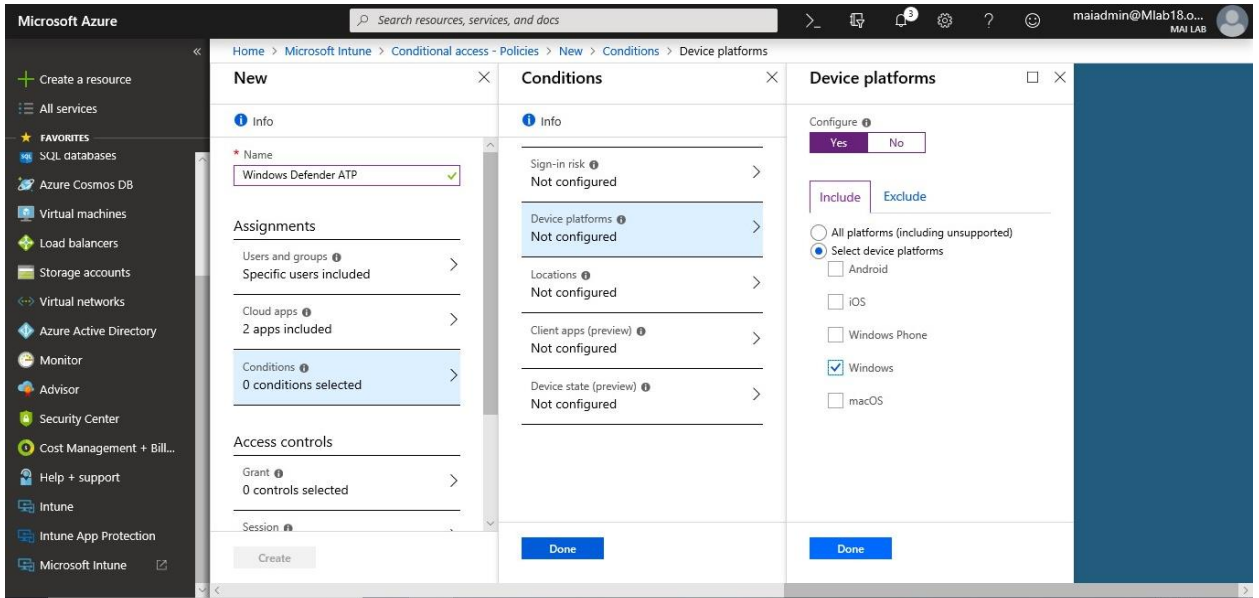 Microsoft Azure
Search resources, services, and docs
3
maiadmin@Mlab18.o...
MAI LAB
Home > Microsoft Intune > Conditional access - Policies > New > Conditions > Device platforms
Create a resource
All services
FAVORITES
SQL databases
Azure Cosmos DB
Virtual machines
Load balancers
Storage accounts
Virtual networks
Azure Active Directory
Monitor
Advisor
Security Center
Cost Management + Bill...
Help + support
Intune
Intune App Protection
Microsoft Intune
New
Info
* Name
Windows Defender ATP
Assignments
Users and groups
Specific users included
Cloud apps
2 apps included
Conditions
0 conditions selected
Access controls
Grant
0 controls selected
Session
Create
Conditions
Info
Sign-in risk
Not configured
Device platforms
Not configured
Locations
Not configured
Client apps (preview)
Not configured
Device state (preview)
Not configured
Done
Device platforms
Configure
Yes No
Include Exclude
All platforms (including unsupported)
Select device platforms
Android
iOS
Windows Phone
Windows
macOS
Done